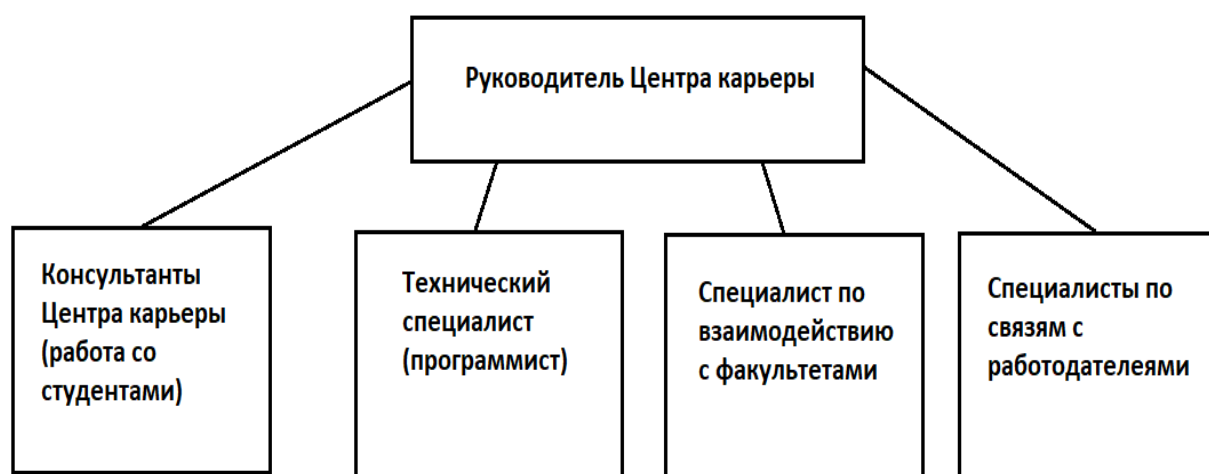 Руководитель Центра карьеры
Консультанты
Центра карьеры
(работа со
студентами)
Технический
специалист
(программист)
Специалист по
взаимодействию
с факультетами
Специалисты по
связям с
работодателеями